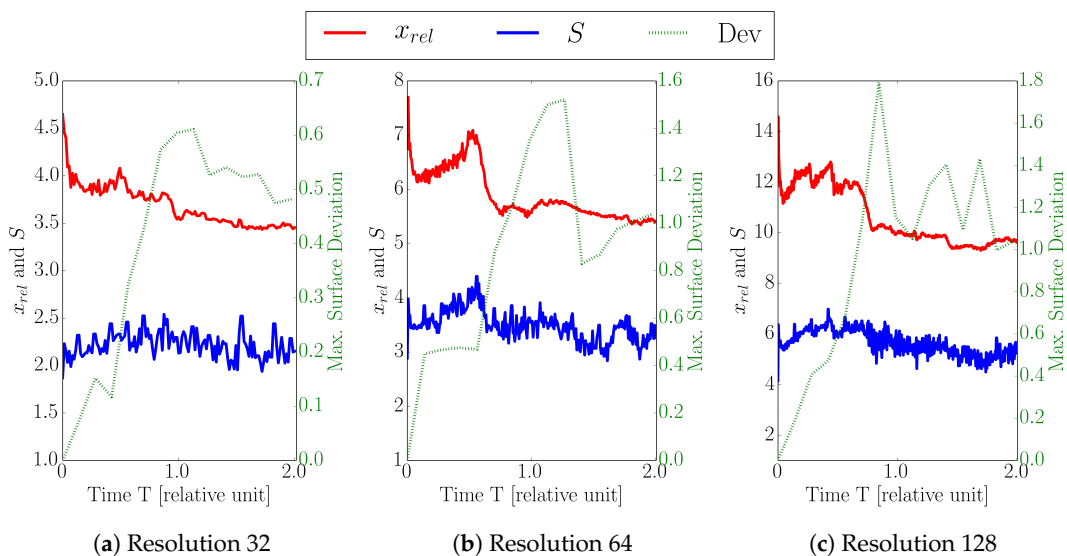 x_rel S Dev
5.0 4.5 4.0 3.5 3.0 2.5 2.0 1.5 1.0
x_rel and S
0 1.0 2.0
Time T [relative unit]
0.7 0.6 0.5 0.4 0.3 0.2 0.1 0.0
Max. Surface Deviation
(a) Resolution 32
8 7 6 5 4 3 2 1
x_rel and S
0 1.0 2.0
Time T [relative unit]
1.6 1.4 1.2 1.0 0.8 0.6 0.4 0.2 0.0
Max. Surface Deviation
(b) Resolution 64
16 14 12 10 8 6 4 2
x_rel and S
0 1.0 2.0
Time T [relative unit]
1.8 1.6 1.4 1.2 1.0 0.8 0.6 0.4 0.2 0.0
Max. Surface Deviation
(c) Resolution 128